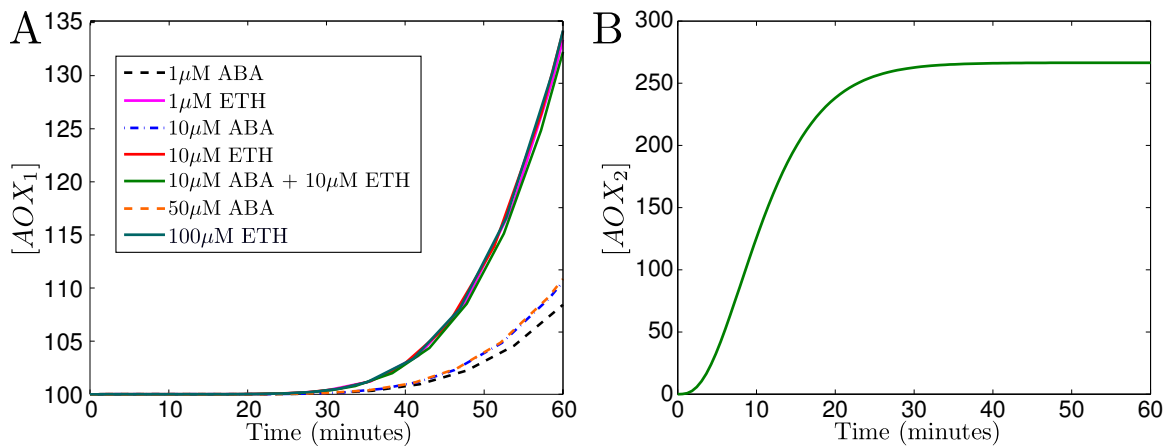 A
135
130
125
120
115
110
105
100
[AOX₁]
1μM ABA
1μM ETH
10μM ABA
10μM ETH
10μM ABA + 10μM ETH
50μM ABA
100μM ETH
0 10 20 30 40 50 60
Time (minutes)
B
300
250
200
150
100
50
0
[AOX₂]
0 10 20 30 40 50 60
Time (minutes)